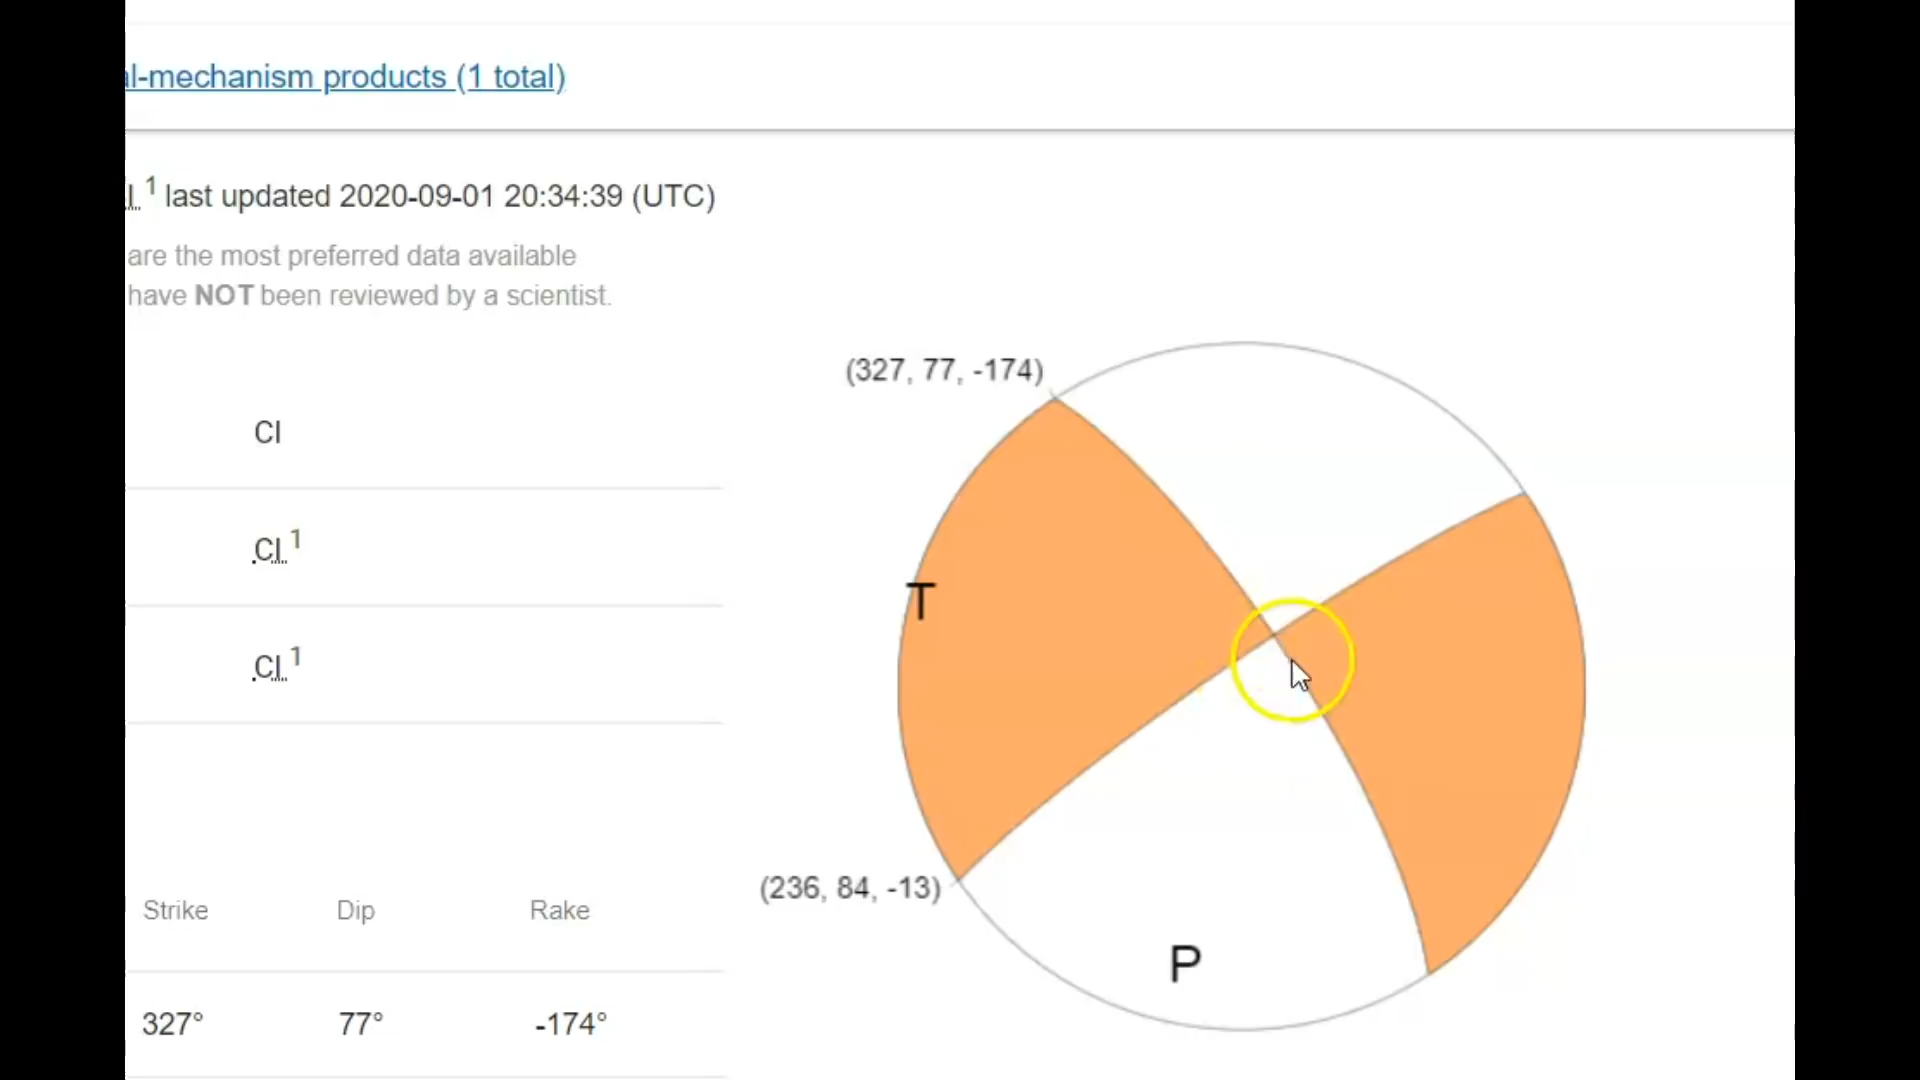 al-mechanism products (1 total)
1 last updated 2020-09-01 20:34:39 (UTC)
are the most preferred data available
have NOT been reviewed by a scientist.
(327, 77, -174)
CI
CI 1
T
CI 1
(236, 84, -13)
Strike Dip Rake
P
327° 77° -174°